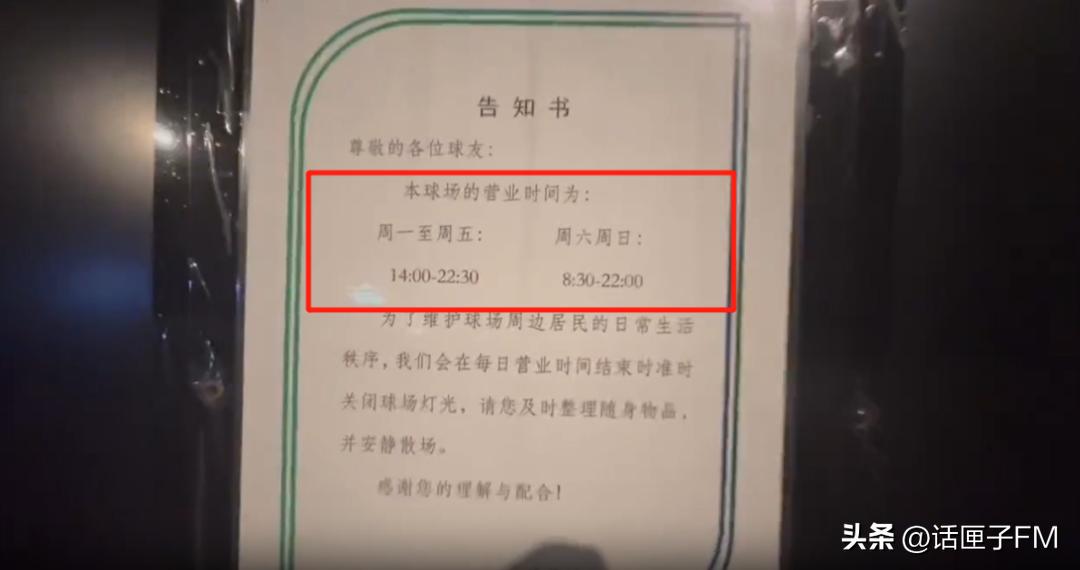 告知书
尊敬的各位球友：
本球场的营业时间为：
周一至周五： 周六周日：
14:00-22:30 8:30-22:00
为了维护球场周边居民的日常生活
秩序，我们会在每日营业时间结束时准时
关闭球场灯光，请您及时整理随身物品，
并安静散场。
感谢您的理解与配合！
头条 @话匣子FM